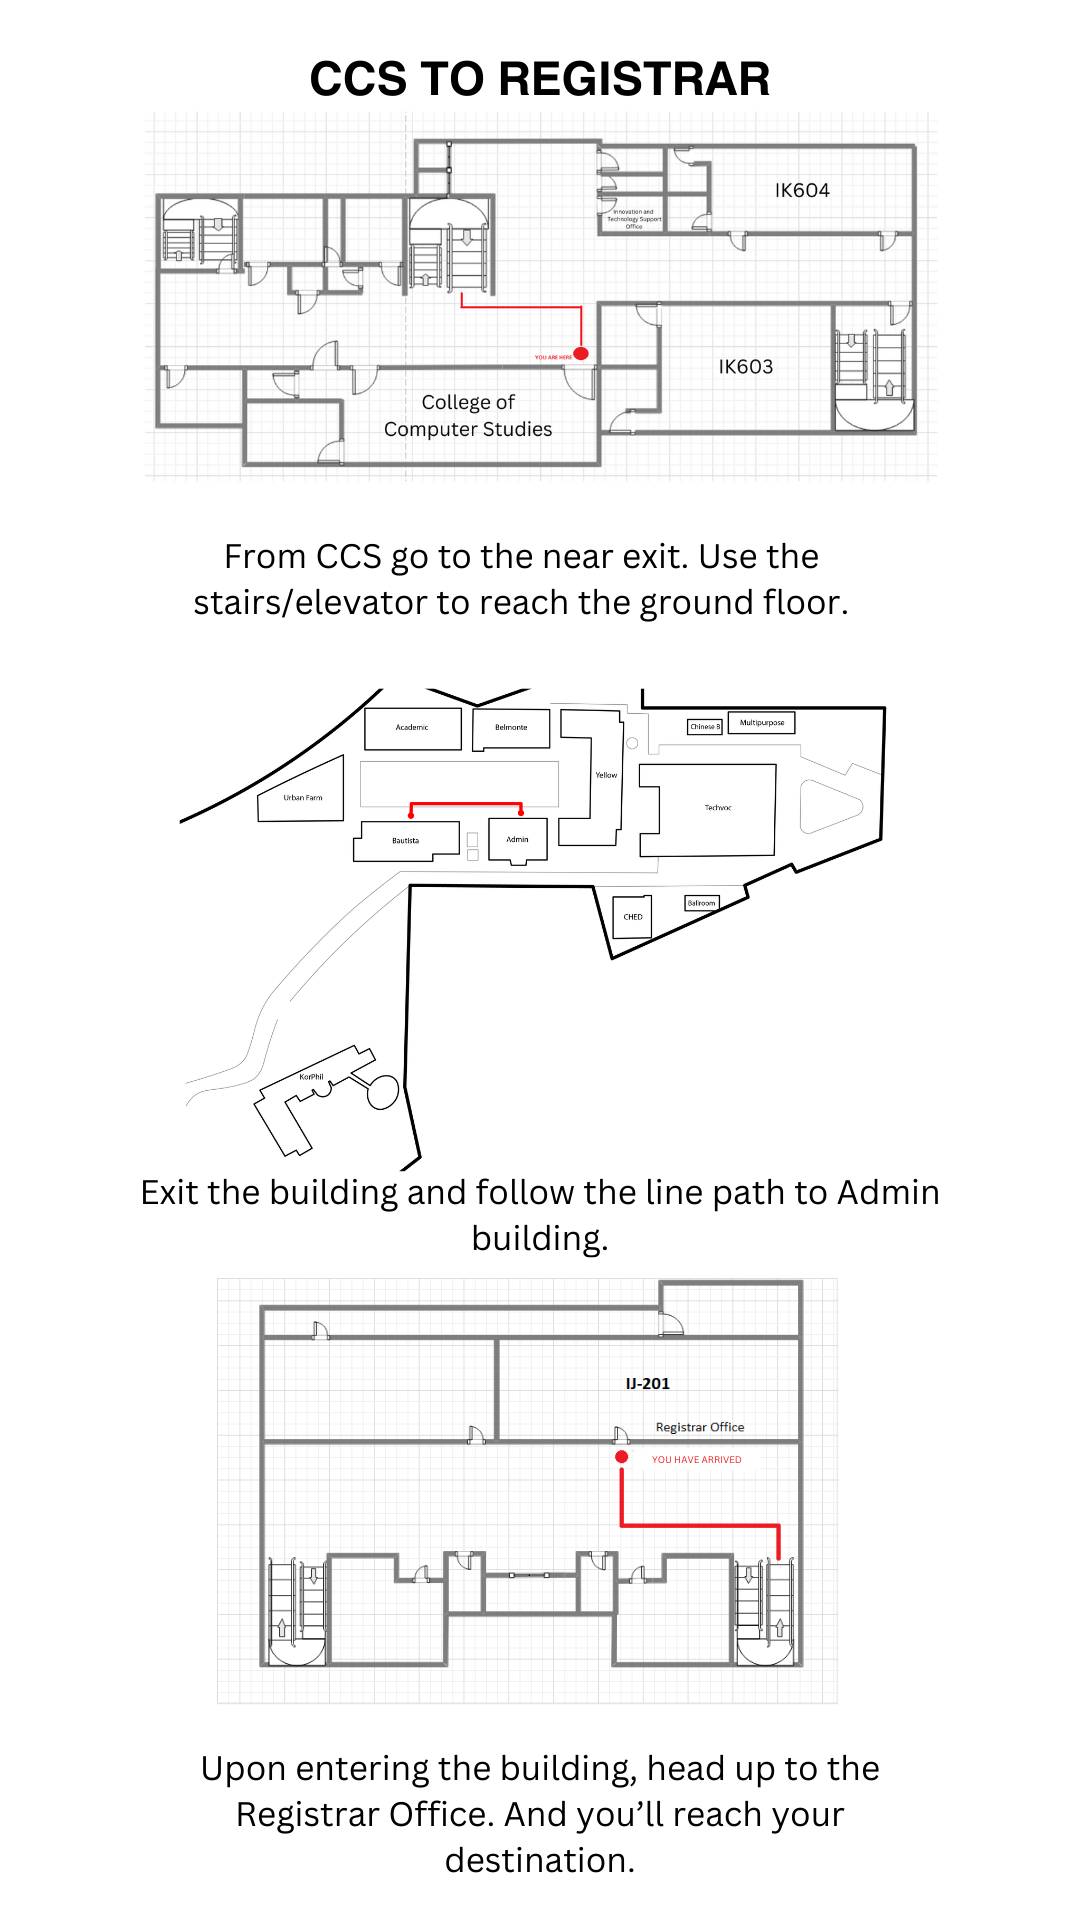 CCS TO REGISTRAR
IK604
Innovation and
Technology Support
Office
YOU ARE HERE
IK603
College of
Computer Studies
From CCS go to the near exit. Use the
stairs/elevator to reach the ground floor.
Academic
Belmonte
Chinese B
Multipurpose
Yellow
Urban Farm
Techvoc
Bautista
Admin
CHED
Ballroom
KorPhil
Exit the building and follow the line path to Admin
building.
IJ-201
Registrar Office
YOU HAVE ARRIVED
Upon entering the building, head up to the
Registrar Office. And you’ll reach your
destination.